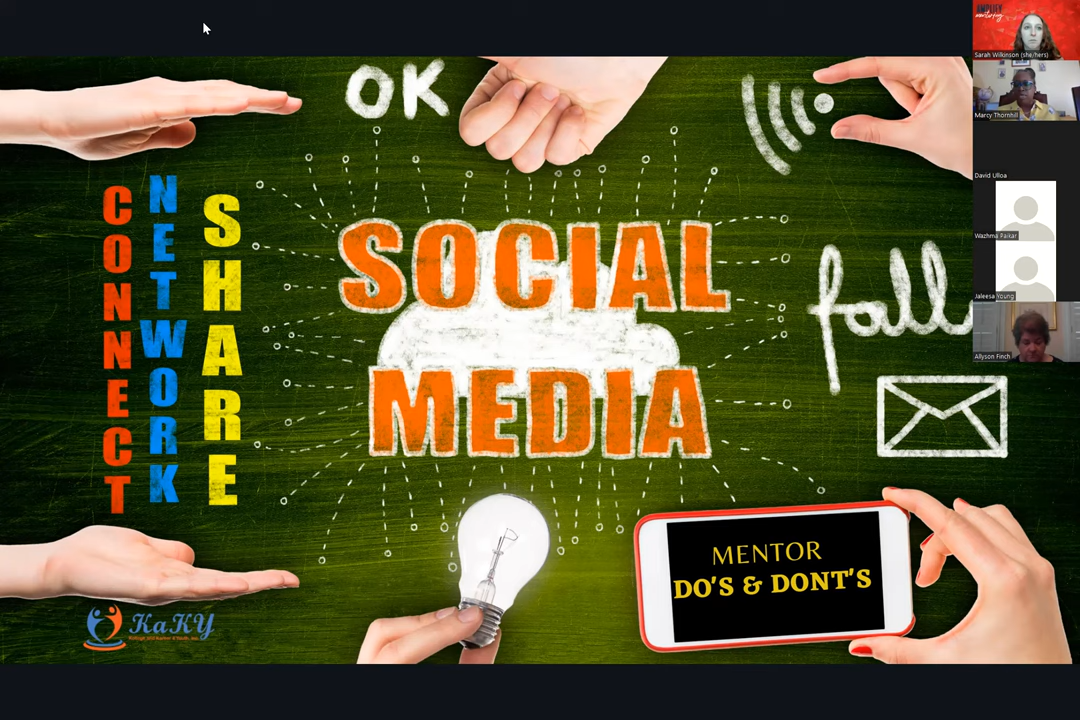 OK
CONNECT
NETWORK
SHARE
SOCIAL
MEDIA
MENTOR
DO'S & DONT'S
KaKY
Sarah Wilkinson (she/hers)
Marcy Thornhill
David Ulloa
Wazhma Paikar
Jaleesa Young
Allyson Finch